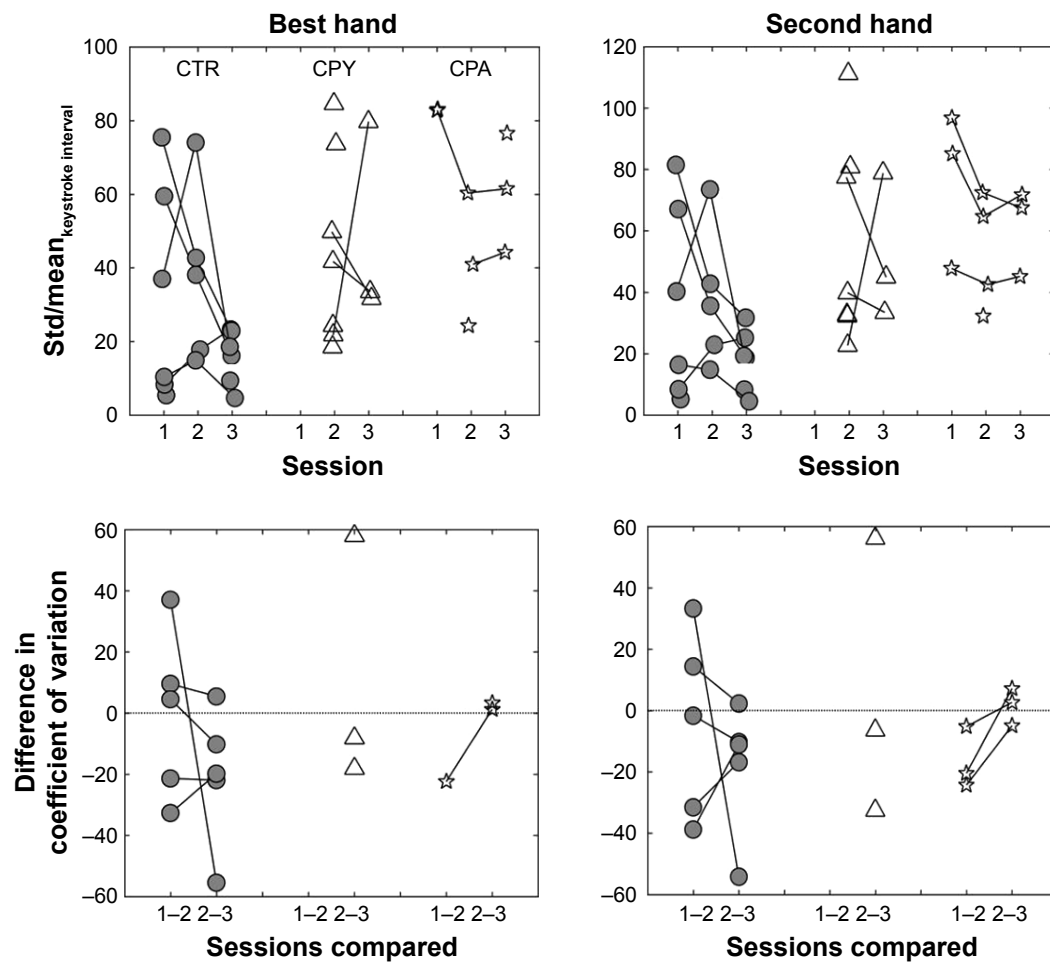 Best hand
Second hand
Std/mean keystroke interval
100
80
60
40
20
0
CTR CPY CPA
1 2 3 1 2 3 1 2 3
Session
120
100
80
60
40
20
0
1 2 3 1 2 3 1 2 3
Session
Difference in
coefficient of variation
60
40
20
0
–20
–40
–60
1–2 2–3 1–2 2–3 1–2 2–3
Sessions compared
60
40
20
0
–20
–40
–60
1–2 2–3 1–2 2–3 1–2 2–3
Sessions compared